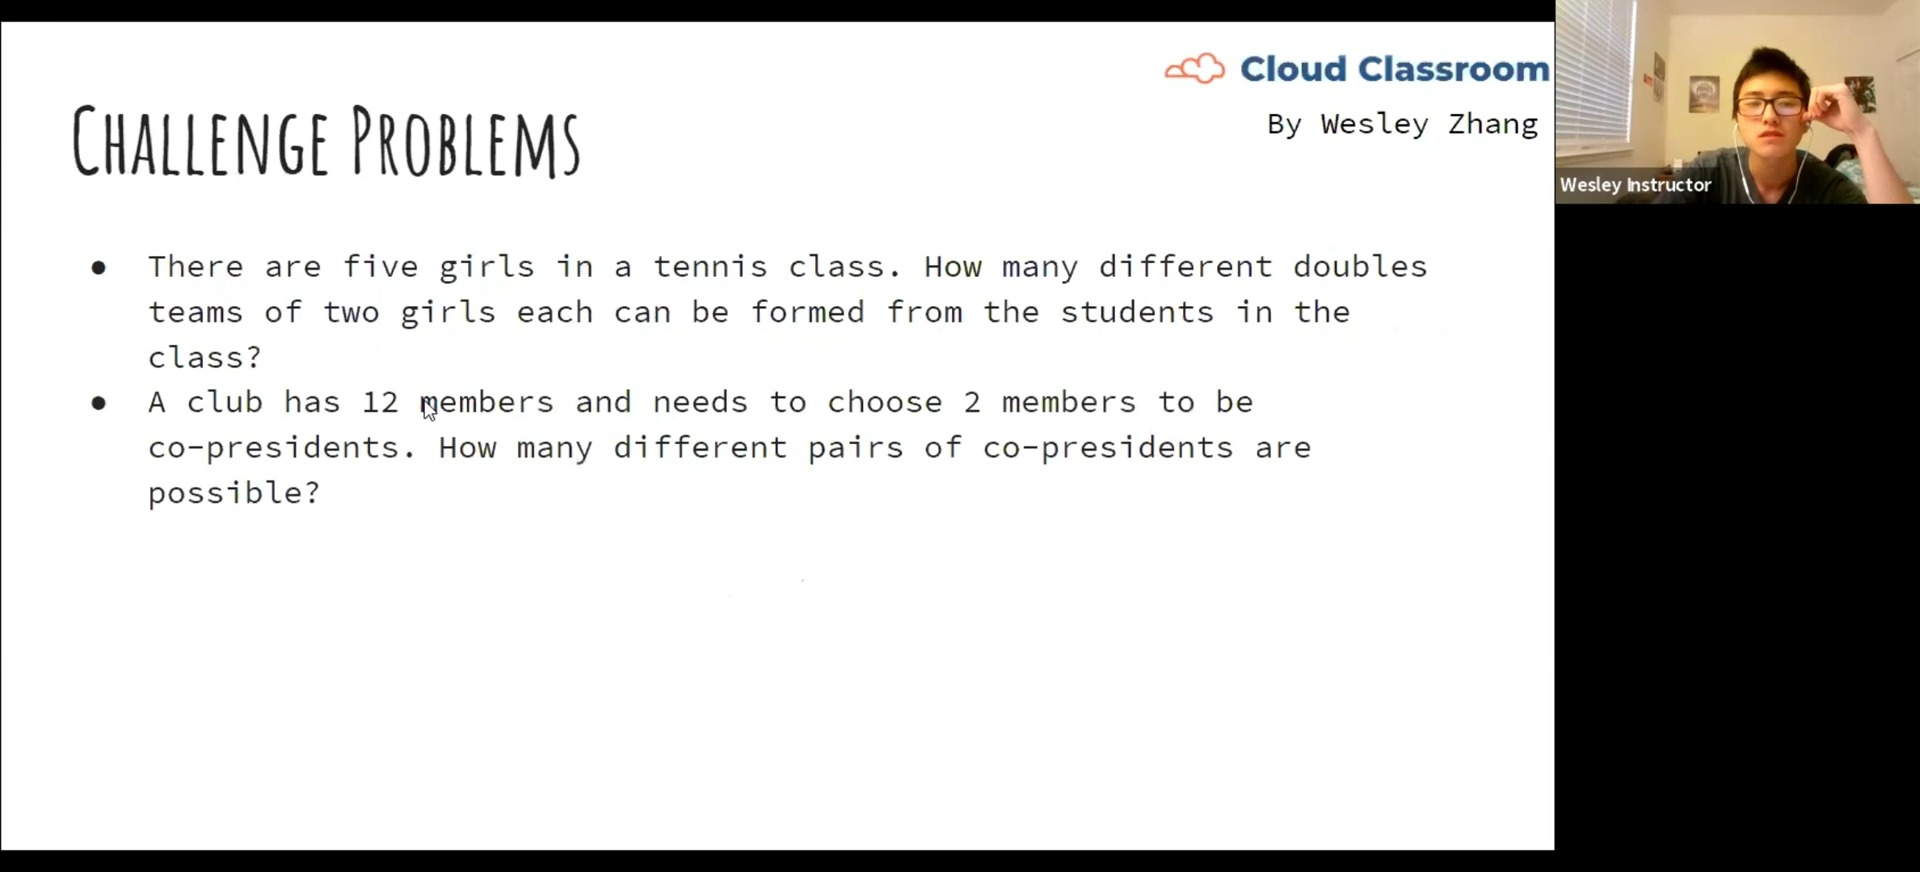 Cloud Classroom
By Wesley Zhang
CHALLENGE PROBLEMS
Wesley Instructor
● There are five girls in a tennis class. How many different doubles
teams of two girls each can be formed from the students in the
class?
● A club has 12 members and needs to choose 2 members to be
co-presidents. How many different pairs of co-presidents are
possible?